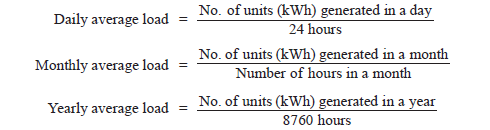 Daily average load = No. of units (kWh) generated in a day
24 hours
Monthly average load = No. of units (kWh) generated in a month
Number of hours in a month
Yearly average load = No. of units (kWh) generated in a year
8760 hours